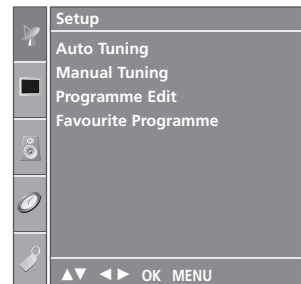 Setup
Auto Tuning
Manual Tuning
Programme Edit
Favourite Programme
▲▼ ◄► OK MENU